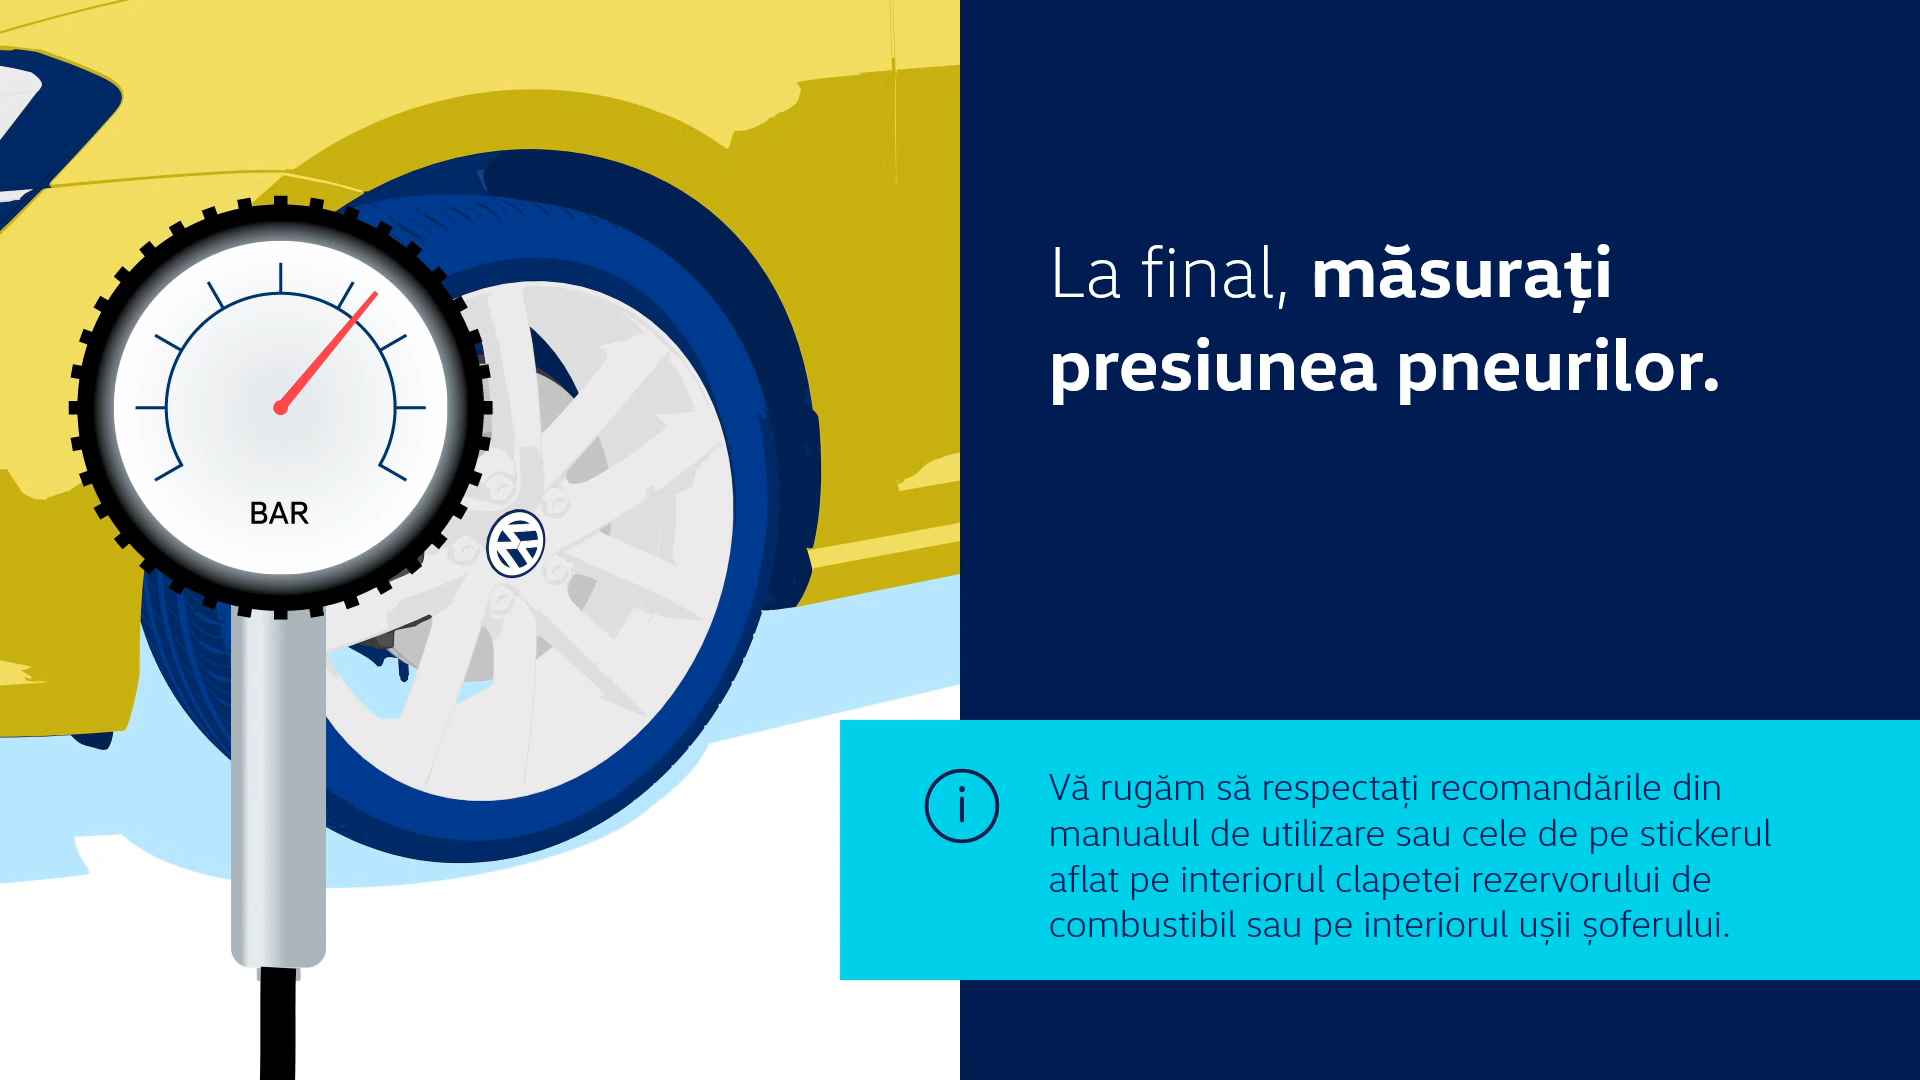 La final, măsurați
presiunea pneurilor.
BAR
Vă rugăm să respectați recomandările din
manualul de utilizare sau cele de pe stickerul
aflat pe interiorul clapetei rezervorului de
combustibil sau pe interiorul ușii șoferului.